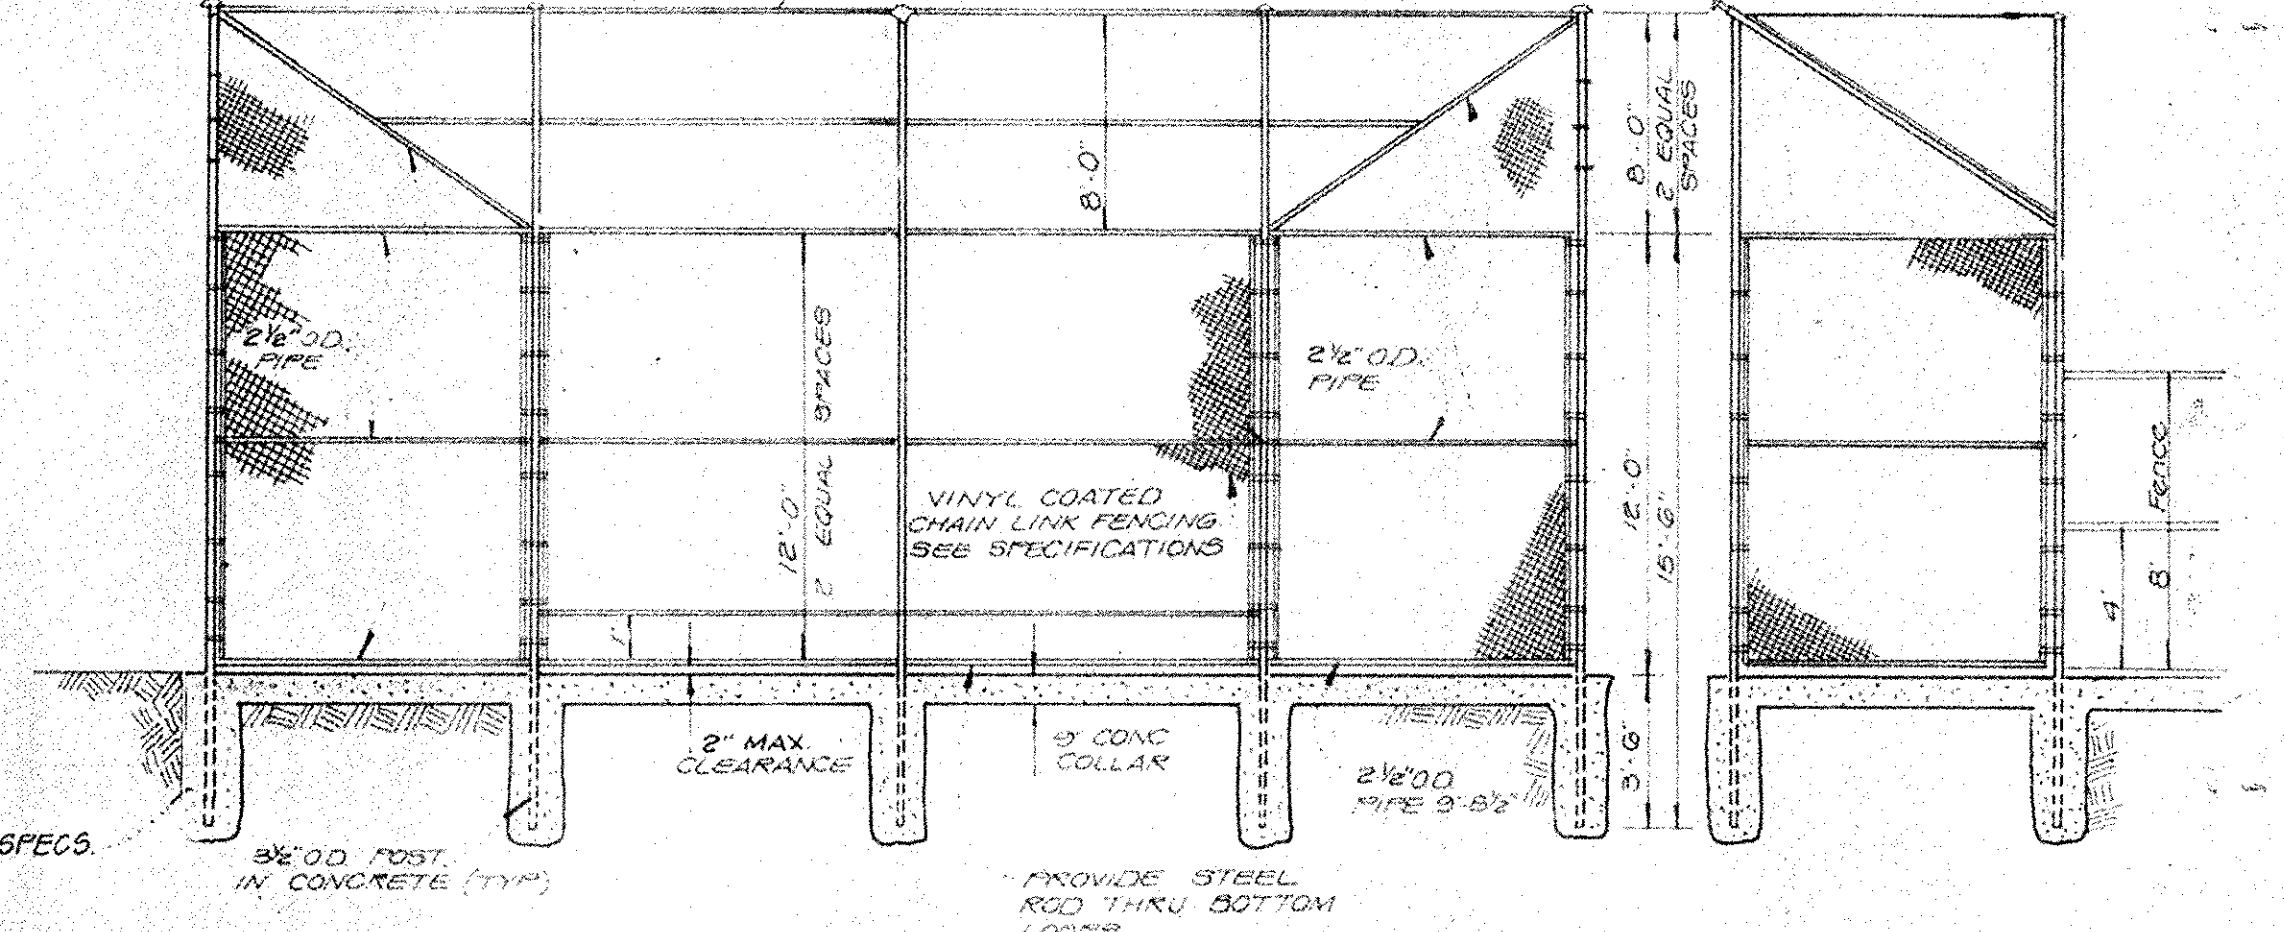 8'-0"
8'-0"
2 EQUAL
SPACES
2½" O.D.
PIPE
12'-0"
2 EQUAL SPACES
2½" O.D.
PIPE
VINYL COATED
CHAIN LINK FENCING
SEE SPECIFICATIONS
12'-0"
15'-6"
4'
8' Fence
1'
2" MAX.
CLEARANCE
9" CONC
COLLAR
2½" O.D.
PIPE 9'-8½"
3'-6"
SPECS.
3½" O.D. POST
IN CONCRETE (TYP)
PROVIDE STEEL
ROD THRU BOTTOM